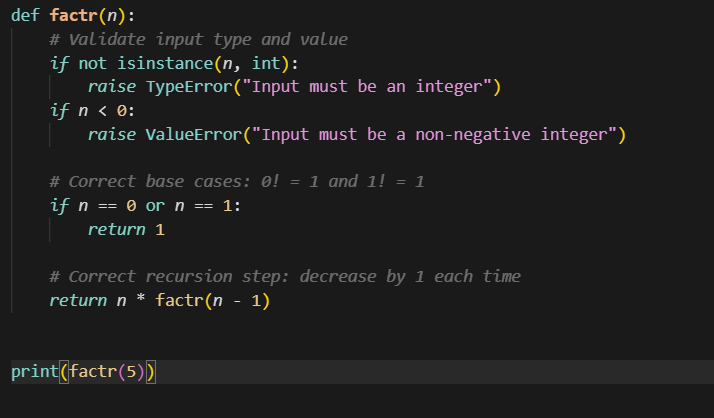 def factr(n):
    # Validate input type and value
    if not isinstance(n, int):
        raise TypeError("Input must be an integer")
    if n < 0:
        raise ValueError("Input must be a non-negative integer")

    # Correct base cases: 0! = 1 and 1! = 1
    if n == 0 or n == 1:
        return 1

    # Correct recursion step: decrease by 1 each time
    return n * factr(n - 1)


print(factr(5))